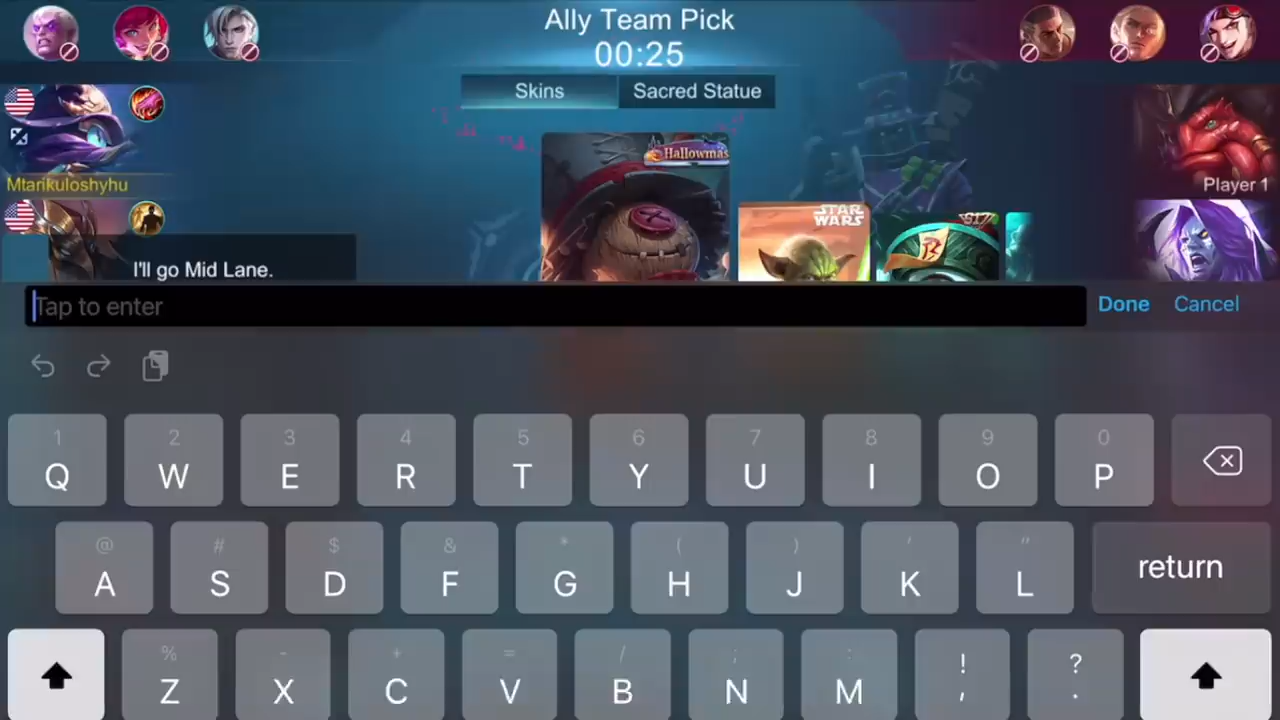 Ally Team Pick
00:25
Skins
Sacred Statue
Hallowmas
STAR
WARS
S17
Mtarikuloshyhu
Player 1
I'll go Mid Lane.
Tap to enter
Done
Cancel
1 2 3 4 5 6 7 8 9 0
Q W E R T Y U I O P
@ # $ & * ( ) ' "
A S D F G H J K L
return
% - + = / ; : ! ?
Z X C V B N M , .